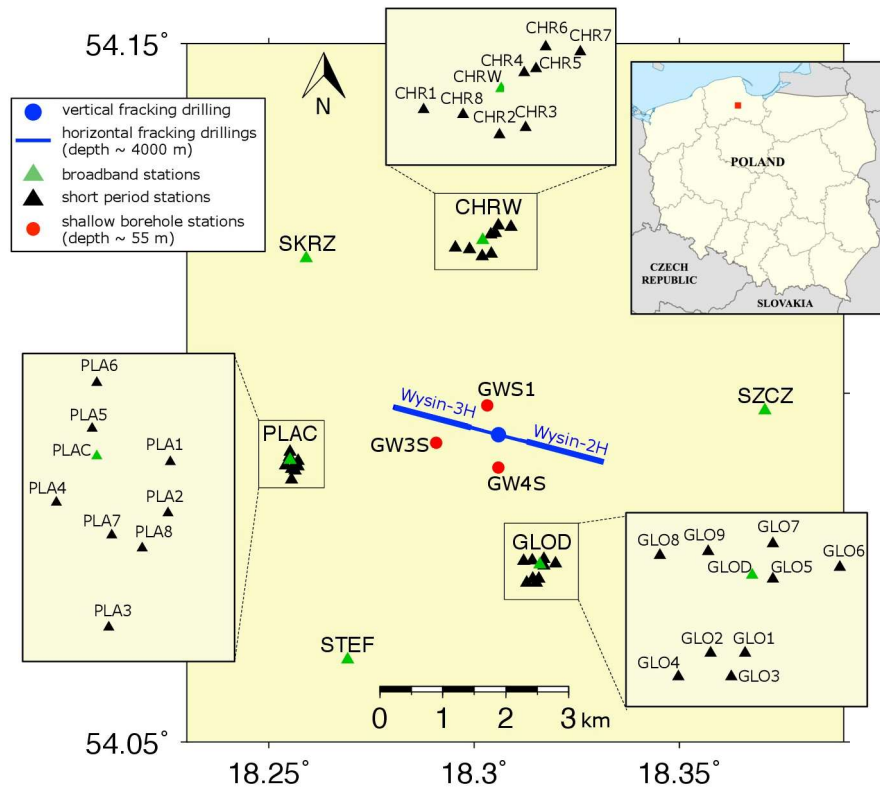 54.15°
54.05°
18.25°
18.3°
18.35°
N
vertical fracking drilling
horizontal fracking drillings
(depth ~ 4000 m)
broadband stations
short period stations
shallow borehole stations
(depth ~ 55 m)
CHR6
CHR7
CHR4
CHR5
CHRW
CHR1
CHR8
CHR2
CHR3
POLAND
CZECH
REPUBLIC
SLOVAKIA
CHRW
SKRZ
SZCZ
GWS1
Wysin-3H
Wysin-2H
GW3S
GW4S
PLAC
GLOD
STEF
PLA6
PLA5
PLAC
PLA1
PLA4
PLA2
PLA7
PLA8
PLA3
GLO7
GLO9
GLO8
GLO6
GLOD
GLO5
GLO2
GLO1
GLO4
GLO3
0 1 2 3 km